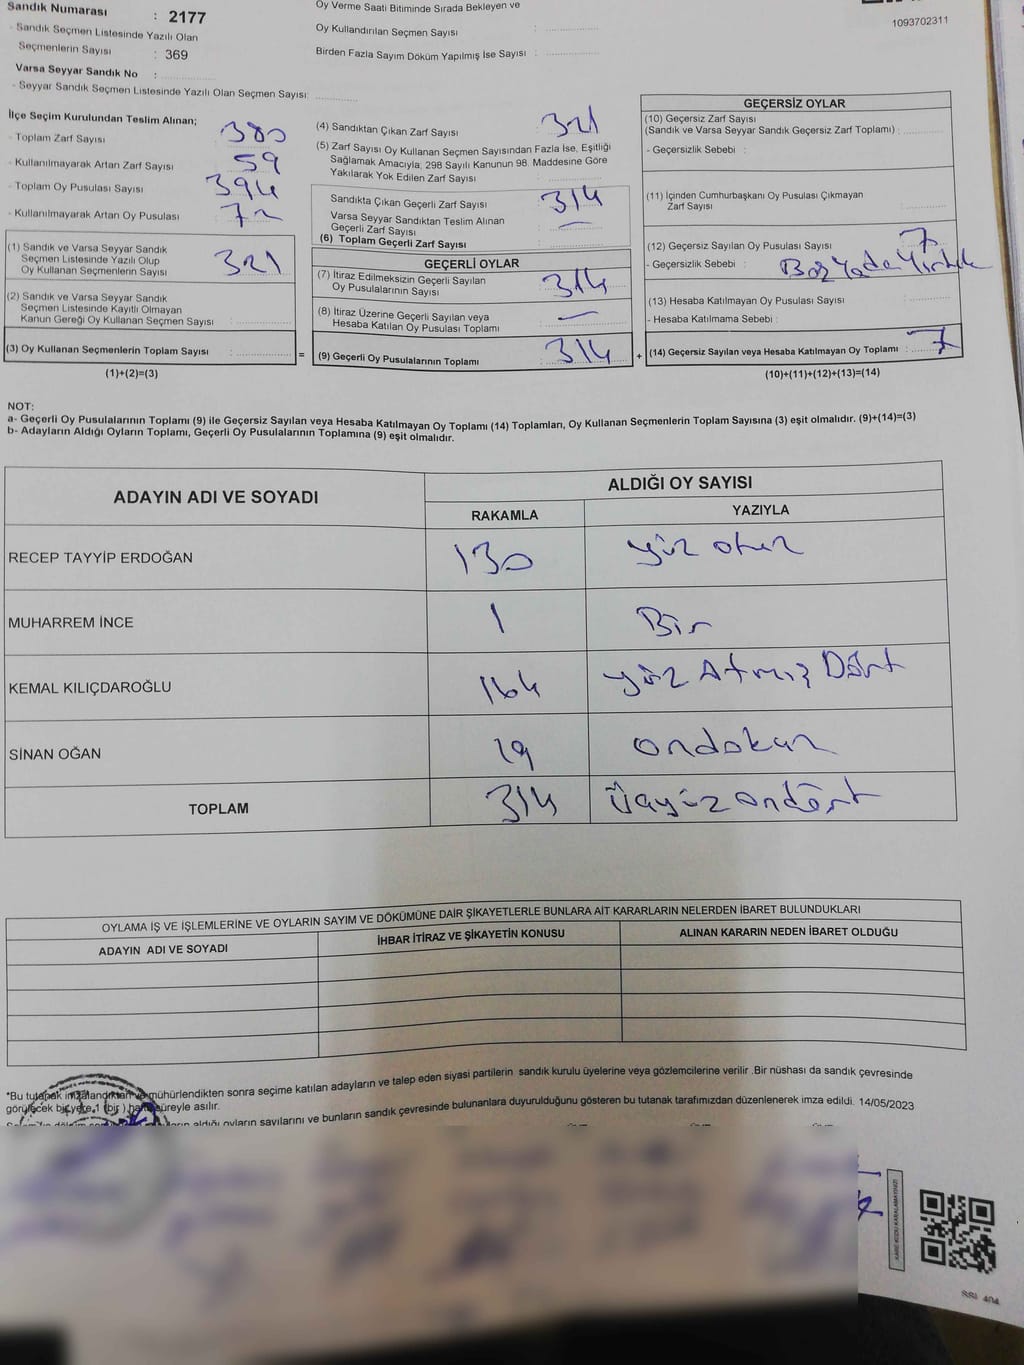 Sandık Numarası : 2177
- Sandık Seçmen Listesinde Yazılı Olan
Seçmenlerin Sayısı : 369
Varsa Seyyar Sandık No :
- Seyyar Sandık Seçmen Listesinde Yazılı Olan Seçmen Sayısı:
Oy Verme Saati Bitiminde Sırada Bekleyen ve
Oy Kullandırılan Seçmen Sayısı :
Birden Fazla Sayım Döküm Yapılmış İse Sayısı :
1093702311
İlçe Seçim Kurulundan Teslim Alınan;
- Toplam Zarf Sayısı 380
- Kullanılmayarak Artan Zarf Sayısı 59
- Toplam Oy Pusulası Sayısı 394
- Kullanılmayarak Artan Oy Pusulası 72
(1) Sandık ve Varsa Seyyar Sandık
Seçmen Listesinde Yazılı Olup
Oy Kullanan Seçmenlerin Sayısı 321
(2) Sandık ve Varsa Seyyar Sandık
Seçmen Listesinde Kayıtlı Olmayan
Kanun Gereği Oy Kullanan Seçmen Sayısı :
(3) Oy Kullanan Seçmenlerin Toplam Sayısı :
(1)+(2)=(3)
(4) Sandıktan Çıkan Zarf Sayısı 321
(5) Zarf Sayısı Oy Kullanan Seçmen Sayısından Fazla İse, Eşitliği
Sağlamak Amacıyla, 298 Sayılı Kanunun 98. Maddesine Göre
Yakılarak Yok Edilen Zarf Sayısı :
Sandıkta Çıkan Geçerli Zarf Sayısı 314
Varsa Seyyar Sandıktan Teslim Alınan
Geçerli Zarf Sayısı : —
(6) Toplam Geçerli Zarf Sayısı :
GEÇERLİ OYLAR
(7) İtiraz Edilmeksizin Geçerli Sayılan
Oy Pusulalarının Sayısı : 314
(8) İtiraz Üzerine Geçerli Sayılan veya
Hesaba Katılan Oy Pusulası Toplamı : —
= (9) Geçerli Oy Pusulalarının Toplamı : 314 +
GEÇERSİZ OYLAR
(10) Geçersiz Zarf Sayısı
(Sandık ve Varsa Seyyar Sandık Geçersiz Zarf Toplamı) :
- Geçersizlik Sebebi :
(11) İçinden Cumhurbaşkanı Oy Pusulası Çıkmayan
Zarf Sayısı :
(12) Geçersiz Sayılan Oy Pusulası Sayısı 7
- Geçersizlik Sebebi : Boş Yada Yırtık
(13) Hesaba Katılmayan Oy Pusulası Sayısı :
- Hesaba Katılmama Sebebi :
(14) Geçersiz Sayılan veya Hesaba Katılmayan Oy Toplamı : 7
(10)+(11)+(12)+(13)=(14)
NOT:
a- Geçerli Oy Pusulalarının Toplamı (9) ile Geçersiz Sayılan veya Hesaba Katılmayan Oy Toplamı (14) Toplamları, Oy Kullanan Seçmenlerin Toplam Sayısına (3) eşit olmalıdır. (9)+(14)=(3)
b- Adayların Aldığı Oyların Toplamı, Geçerli Oy Pusulalarının Toplamına (9) eşit olmalıdır.
ADAYIN ADI VE SOYADI
ALDIĞI OY SAYISI
RAKAMLA YAZIYLA
RECEP TAYYİP ERDOĞAN 130 yüz otuz
MUHARREM İNCE 1 Bir
KEMAL KILIÇDAROĞLU 164 yüz Atmış Dört
SİNAN OĞAN 19 ondokuz
TOPLAM 314 Üçyüzondört
OYLAMA İŞ VE İŞLEMLERİNE VE OYLARIN SAYIM VE DÖKÜMÜNE DAİR ŞİKAYETLERLE BUNLARA AİT KARARLARIN NELERDEN İBARET BULUNDUKLARI
ADAYIN ADI VE SOYADI İHBAR İTİRAZ VE ŞİKAYETİN KONUSU ALINAN KARARIN NEDEN İBARET OLDUĞU
*Bu tutanak imzalandıktan ve mühürlendikten sonra seçime katılan adayların ve talep eden siyasi partilerin sandık kurulu üyelerine veya gözlemcilerine verilir .Bir nüshası da sandık çevresinde
görülecek bir yere 1 (bir ) hafta süreyle asılır.
aldığı oyların sayılarını ve bunların sandık çevresinde bulunanlara duyurulduğunu gösteren bu tutanak tarafımızdan düzenlenerek imza edildi. 14/05/2023
KARE KODU KARALAMAYINIZ!